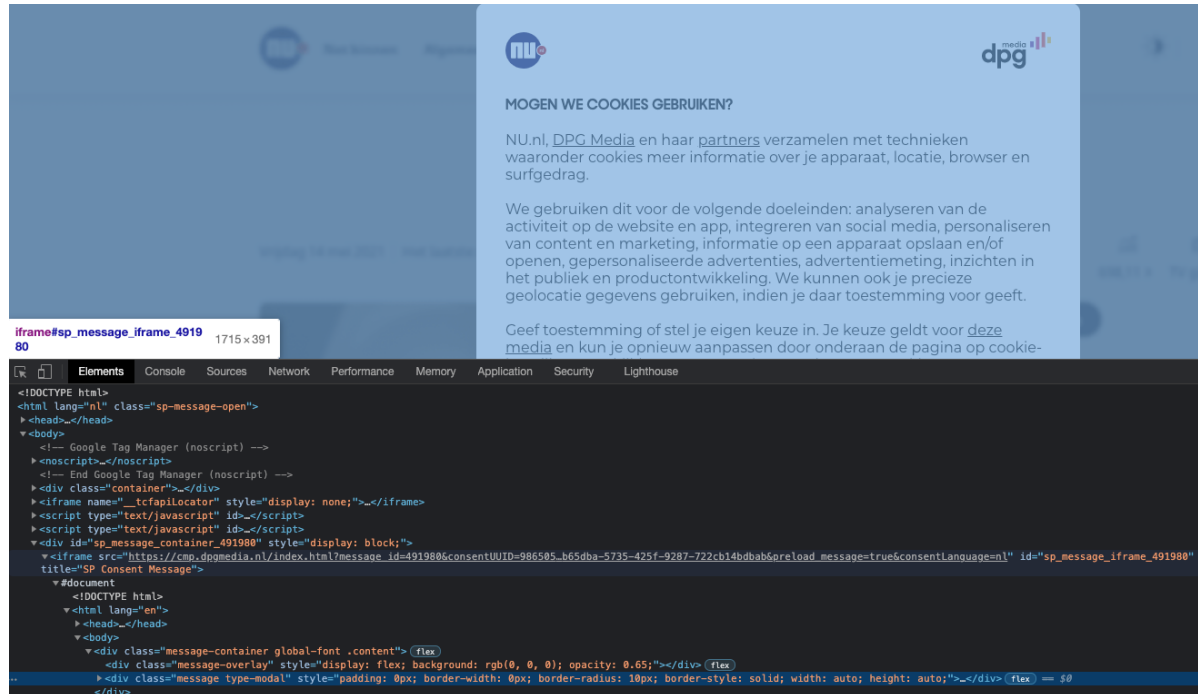 nu
media
dpg
MOGEN WE COOKIES GEBRUIKEN?
NU.nl, DPG Media en haar partners verzamelen met technieken
waaronder cookies meer informatie over je apparaat, locatie, browser en
surfgedrag.
We gebruiken dit voor de volgende doeleinden: analyseren van de
activiteit op de website en app, integreren van social media, personaliseren
van content en marketing, informatie op een apparaat opslaan en/of
openen, gepersonaliseerde advertenties, advertentiemeting, inzichten in
het publiek en productontwikkeling. We kunnen ook je precieze
geolocatie gegevens gebruiken, indien je daar toestemming voor geeft.
Geef toestemming of stel je eigen keuze in. Je keuze geldt voor deze
media en kun je opnieuw aanpassen door onderaan de pagina op cookie-
iframe#sp_message_iframe_4919
80
1715 × 391
Elements Console Sources Network Performance Memory Application Security Lighthouse
<!DOCTYPE html>
<html lang="nl" class="sp-message-open">
<head>…</head>
<body>
<!-- Google Tag Manager (noscript) -->
<noscript>…</noscript>
<!-- End Google Tag Manager (noscript) -->
<div class="container">…</div>
<iframe name="__tcfapiLocator" style="display: none;">…</iframe>
<script type="text/javascript" id>…</script>
<script type="text/javascript" id>…</script>
<div id="sp_message_container_491980" style="display: block;">
<iframe src="https://cmp.dpgmedia.nl/index.html?message_id=491980&consentUUID=986505…b65dba-5735-425f-9287-722cb14bdbab&preload_message=true&consentLanguage=nl" id="sp_message_iframe_491980"
title="SP Consent Message">
#document
<!DOCTYPE html>
<html lang="en">
<head>…</head>
<body>
<div class="message-container global-font .content"> flex
<div class="message-overlay" style="display: flex; background: rgb(0, 0, 0); opacity: 0.65;"></div> flex
<div class="message type-modal" style="padding: 0px; border-width: 0px; border-radius: 10px; border-style: solid; width: auto; height: auto;">…</div> flex == $0
</div>